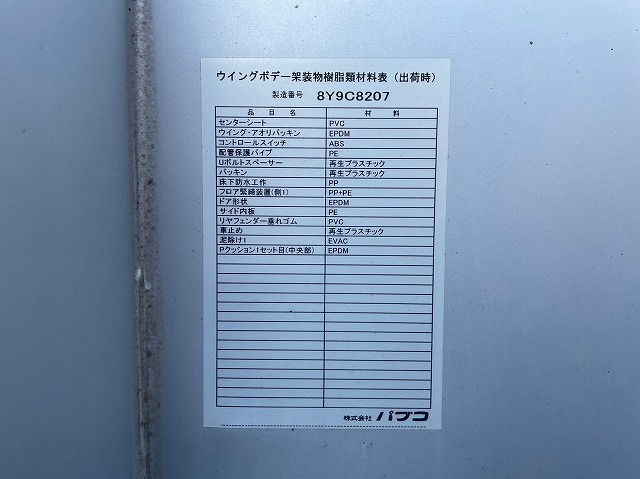 ウイングボデー架装物樹脂類材料表（出荷時）
製造番号 8Y9C8207
品目名 材料
センターシート PVC
ウイング・アオリパッキン EPDM
コントロールスイッチ ABS
配管保護パイプ PE
Uボルトスペーサー 再生プラスチック
パッキン 再生プラスチック
床下防水工作 PP
フロア緊締装置(側1) PP+PE
ドア形状 EPDM
サイド内板 PE
リヤフェンダー垂れゴム PVC
車止め 再生プラスチック
泥除け1 EVAC
Pクッション1セット目(中央部) EPDM
株式会社 パブコ